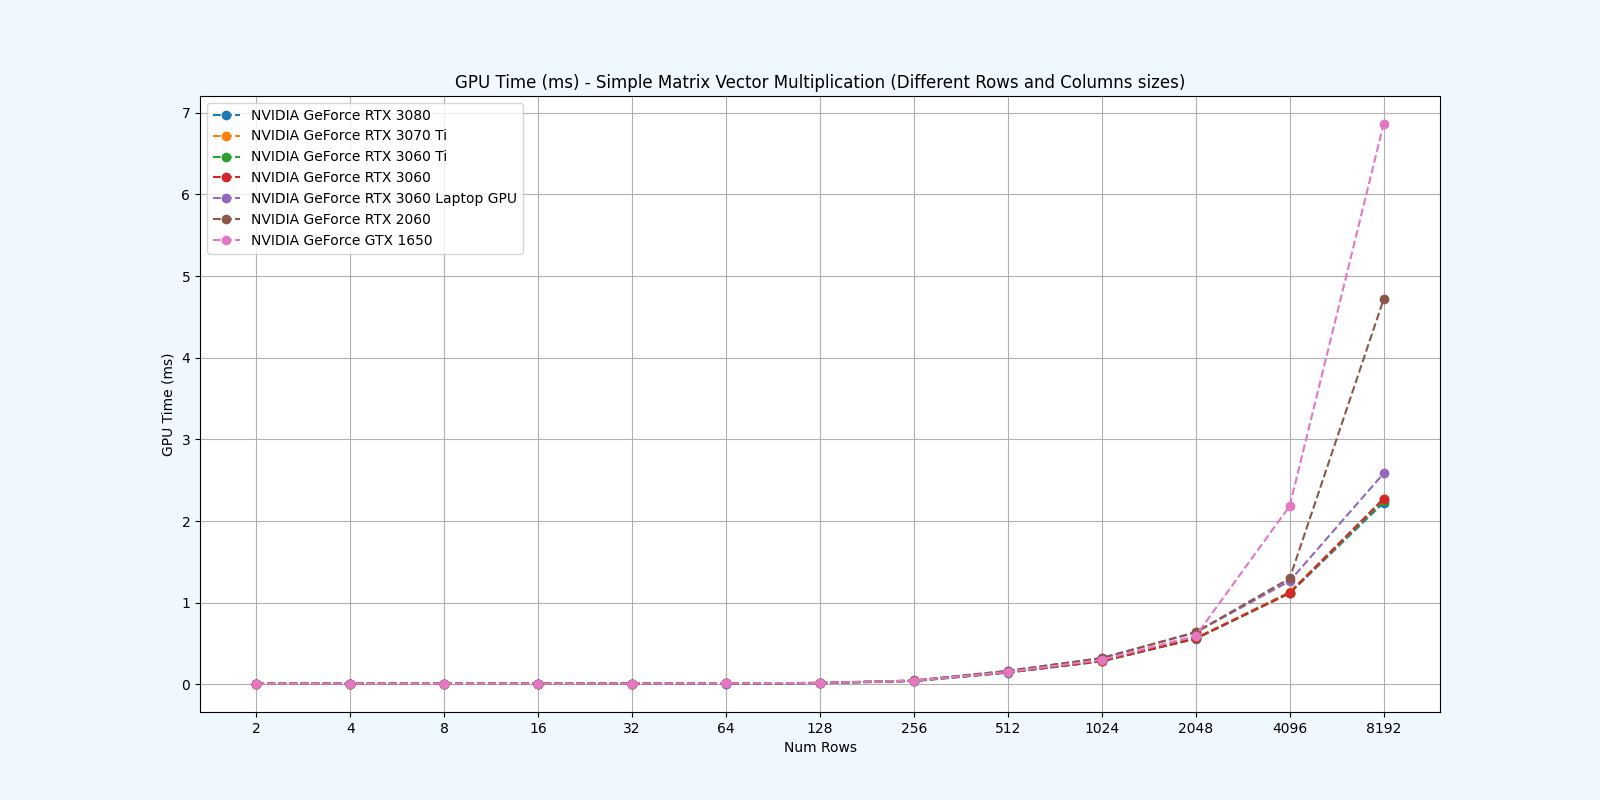 GPU Time (ms) - Simple Matrix Vector Multiplication (Different Rows and Columns sizes)
NVIDIA GeForce RTX 3080
NVIDIA GeForce RTX 3070 Ti
NVIDIA GeForce RTX 3060 Ti
NVIDIA GeForce RTX 3060
NVIDIA GeForce RTX 3060 Laptop GPU
NVIDIA GeForce RTX 2060
NVIDIA GeForce GTX 1650
GPU Time (ms)
7
6
5
4
3
2
1
0
2 4 8 16 32 64 128 256 512 1024 2048 4096 8192
Num Rows